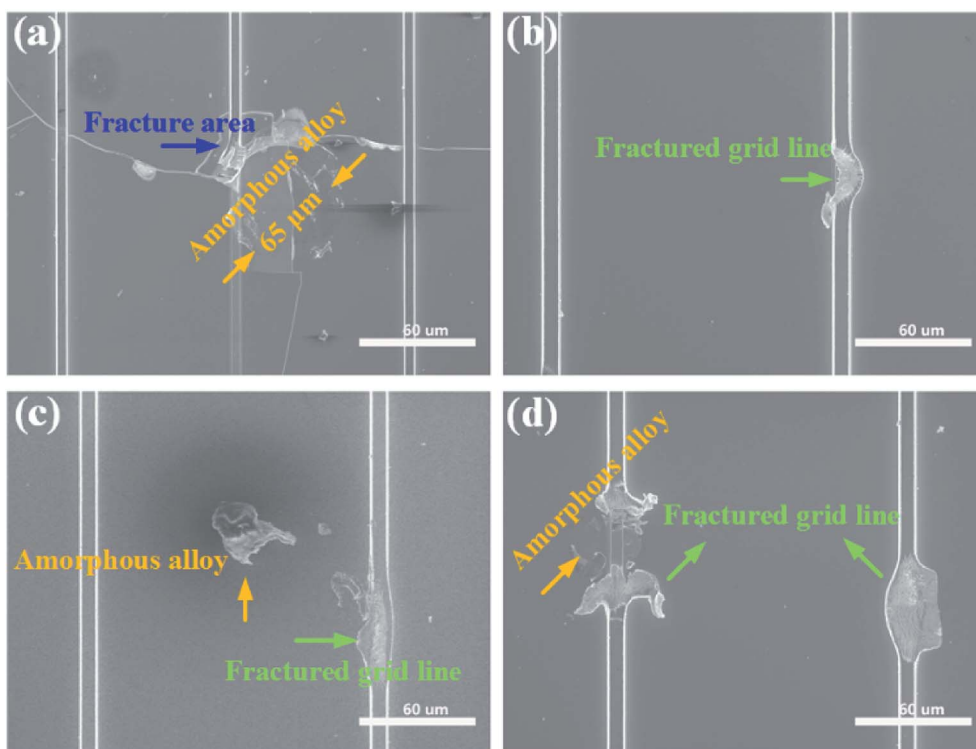 (a)
Fracture area
Amorphous alloy
65 μm
60 um
(b)
Fractured grid line
60 um
(c)
Amorphous alloy
Fractured grid line
60 um
(d)
Amorphous alloy
Fractured grid line
60 um